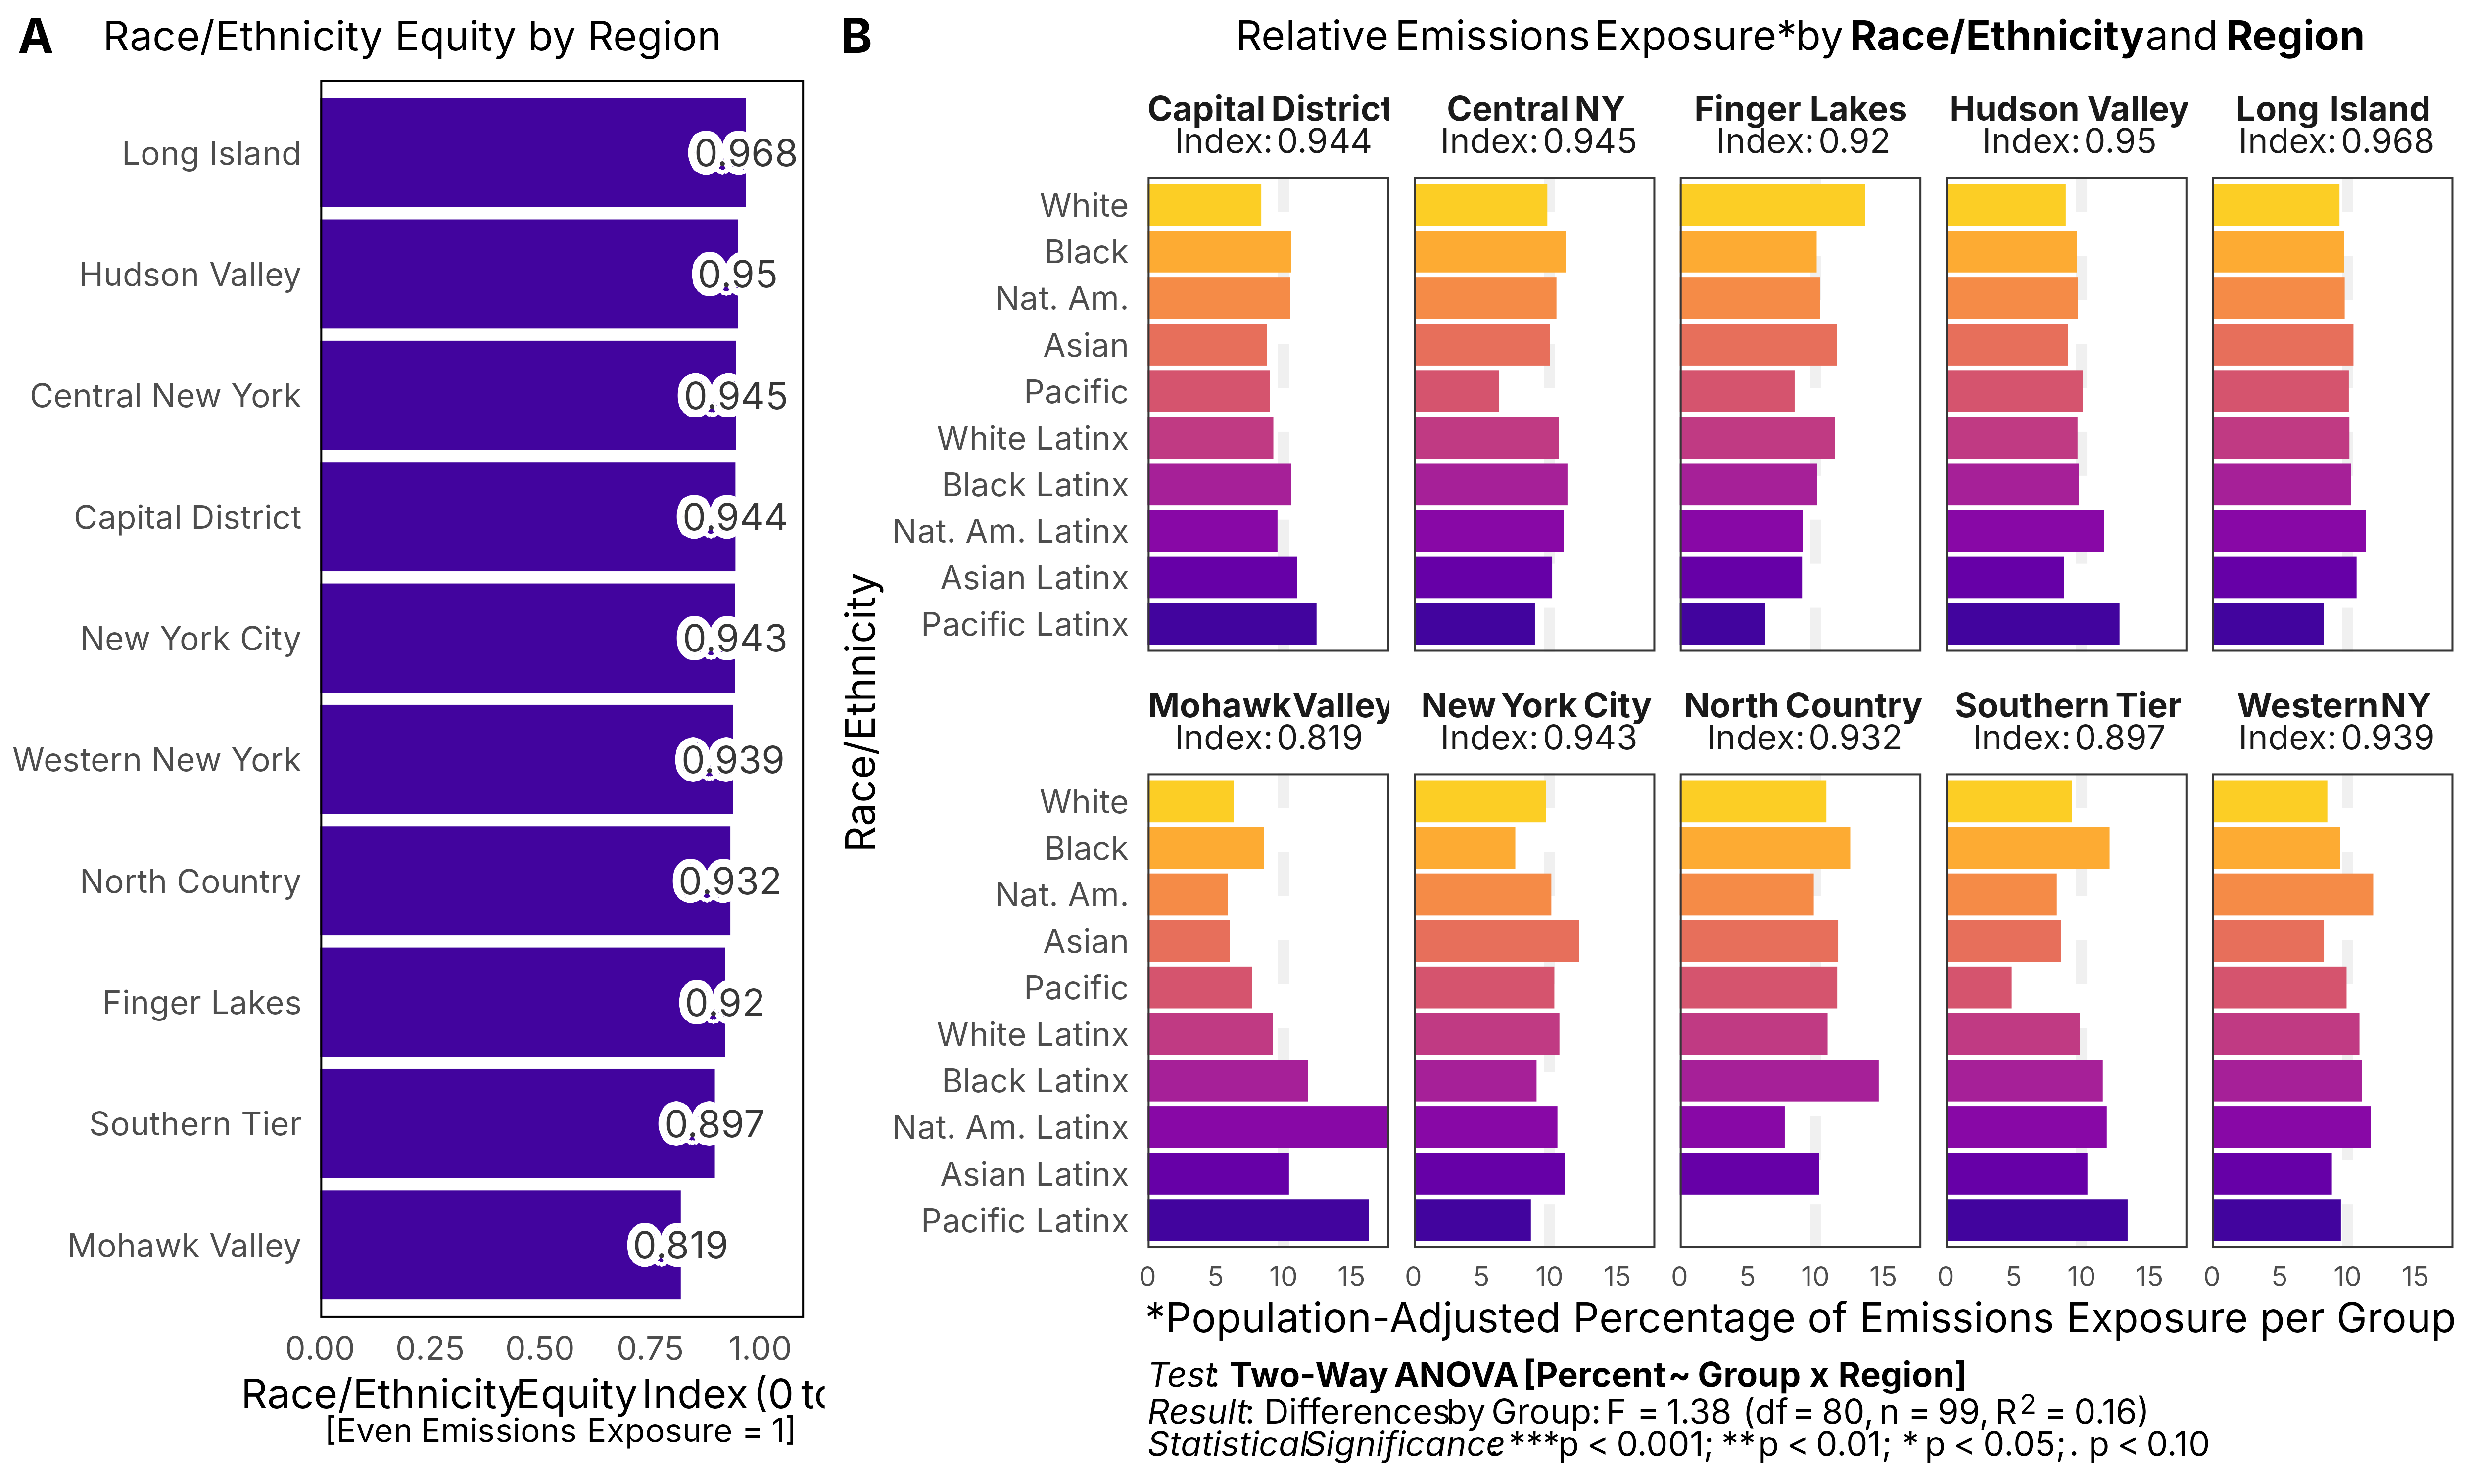 A Race/Ethnicity Equity by Region
Long Island 0.968
Hudson Valley 0.95
Central New York 0.945
Capital District 0.944
New York City 0.943
Western New York 0.939
North Country 0.932
Finger Lakes 0.92
Southern Tier 0.897
Mohawk Valley 0.819
0.00 0.25 0.50 0.75 1.00
Race/Ethnicity Equity Index (0 to
[Even Emissions Exposure = 1]
B Relative Emissions Exposure* by Race/Ethnicity and Region
Race/Ethnicity
Capital District Central NY Finger Lakes Hudson Valley Long Island
Index: 0.944 Index: 0.945 Index: 0.92 Index: 0.95 Index: 0.968
White
Black
Nat. Am.
Asian
Pacific
White Latinx
Black Latinx
Nat. Am. Latinx
Asian Latinx
Pacific Latinx
Mohawk Valley New York City North Country Southern Tier Western NY
Index: 0.819 Index: 0.943 Index: 0.932 Index: 0.897 Index: 0.939
White
Black
Nat. Am.
Asian
Pacific
White Latinx
Black Latinx
Nat. Am. Latinx
Asian Latinx
Pacific Latinx
0 5 10 15 0 5 10 15 0 5 10 15 0 5 10 15 0 5 10 15
*Population-Adjusted Percentage of Emissions Exposure per Group
Test: Two-Way ANOVA [Percent ~ Group x Region]
Result: Differences by Group: F = 1.38 (df = 80, n = 99, R² = 0.16)
Statistical Significance: *** p < 0.001; ** p < 0.01; * p < 0.05; . p < 0.10